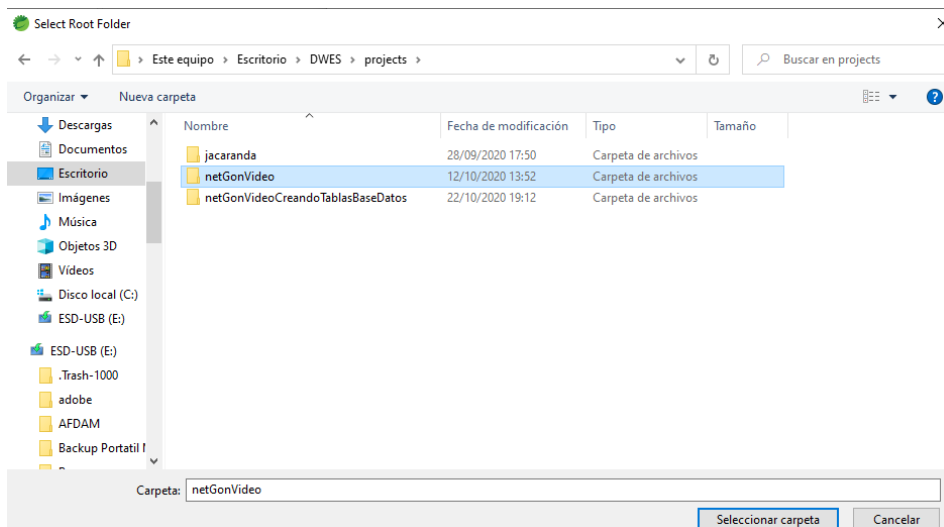 Select Root Folder
Este equipo › Escritorio › DWES › projects ›
Buscar en projects
Organizar
Nueva carpeta
Nombre Fecha de modificación Tipo Tamaño
jacaranda 28/09/2020 17:50 Carpeta de archivos
netGonVideo 12/10/2020 13:52 Carpeta de archivos
netGonVideoCreandoTablasBaseDatos 22/10/2020 19:12 Carpeta de archivos
Descargas
Documentos
Escritorio
Imágenes
Música
Objetos 3D
Vídeos
Disco local (C:)
ESD-USB (E:)
ESD-USB (E:)
.Trash-1000
adobe
AFDAM
Backup Portatil
Carpeta: netGonVideo
Seleccionar carpeta
Cancelar